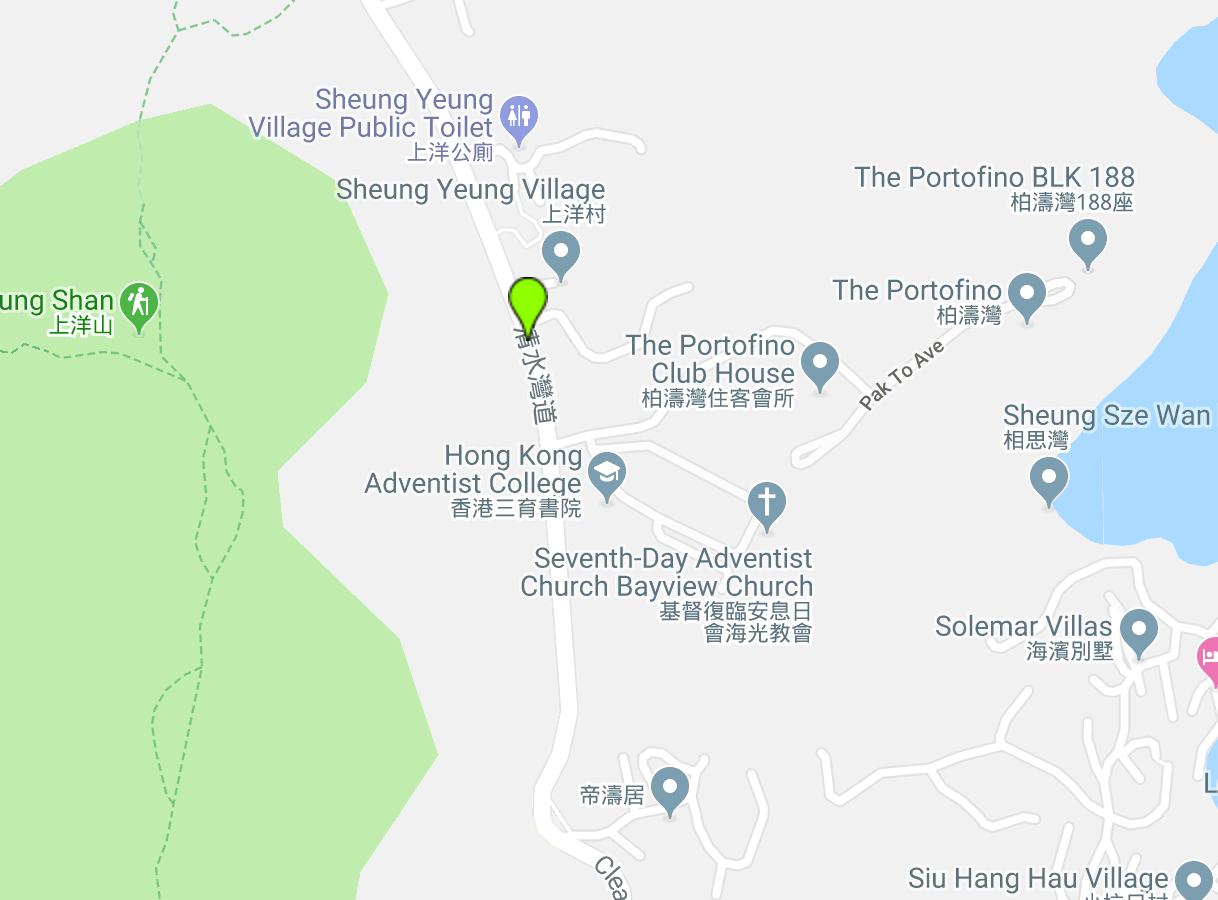 Sheung Yeung
Village Public Toilet
上洋公廁
Sheung Yeung Village
上洋村
The Portofino BLK 188
柏濤灣188座
ung Shan
上洋山
The Portofino
柏濤灣
清水灣道
The Portofino
Club House
柏濤灣住客會所
Pak To Ave
Sheung Sze Wan
相思灣
Hong Kong
Adventist College
香港三育書院
Seventh-Day Adventist
Church Bayview Church
基督復臨安息日
會海光教會
Solemar Villas
海濱別墅
帝濤居
L
Clea
Siu Hang Hau Village